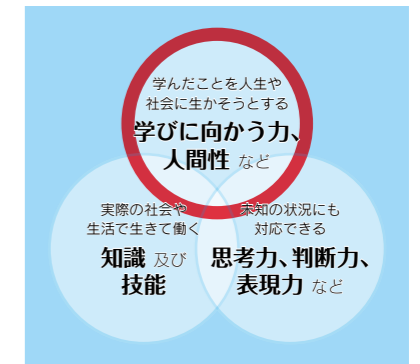 学んだことを人生や
社会に生かそうとする
学びに向かう力、
人間性 など
実際の社会や
生活で生きて働く
知識 及び
技能
未知の状況にも
対応できる
思考力、判断力、
表現力 など